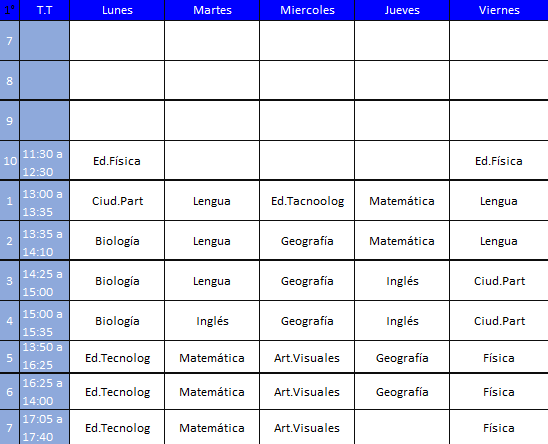 1° T.T Lunes Martes Miercoles Jueves Viernes
7
8
9
10 11:30 a 12:30 Ed.Física Ed.Física
1 13:00 a 13:35 Ciud.Part Lengua Ed.Tacnoolog Matemática Lengua
2 13:35 a 14:10 Biología Lengua Geografía Matemática Lengua
3 14:25 a 15:00 Biología Lengua Geografía Inglés Ciud.Part
4 15:00 a 15:35 Biología Inglés Geografía Inglés Ciud.Part
5 13:50 a 16:25 Ed.Tecnolog Matemática Art.Visuales Geografía Física
6 16:25 a 14:00 Ed.Tecnolog Matemática Art.Visuales Geografía Física
7 17:05 a 17:40 Ed.Tecnolog Matemática Art.Visuales Física